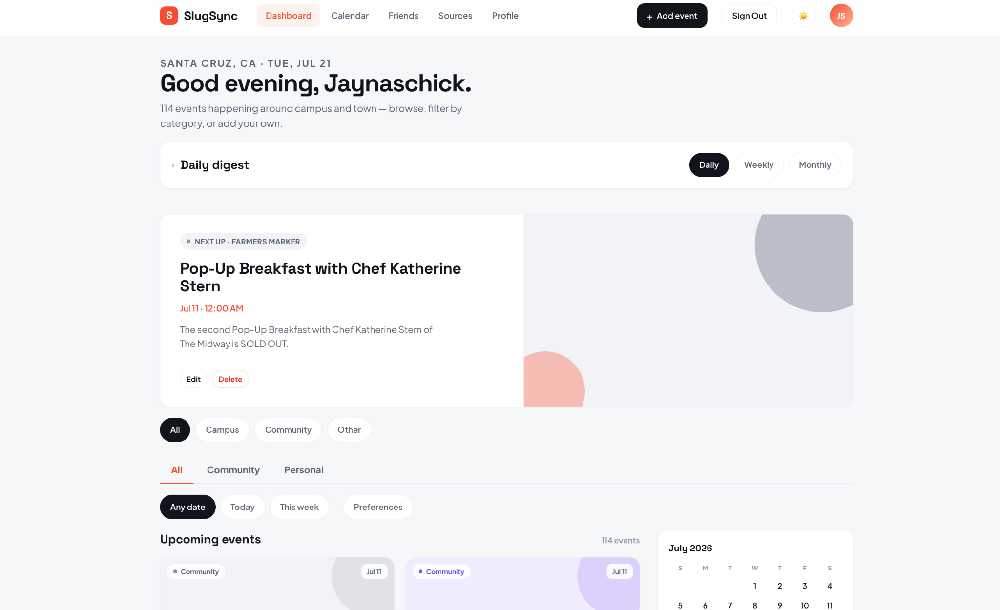 S SlugSync Dashboard Calendar Friends Sources Profile + Add event Sign Out JS
SANTA CRUZ, CA · TUE, JUL 21
Good evening, Jaynaschick.
114 events happening around campus and town — browse, filter by
category, or add your own.
› Daily digest Daily Weekly Monthly
NEXT UP · FARMERS MARKER
Pop-Up Breakfast with Chef Katherine
Stern
Jul 11 · 12:00 AM
The second Pop-Up Breakfast with Chef Katherine Stern of
The Midway is SOLD OUT.
Edit Delete
All Campus Community Other
All Community Personal
Any date Today This week Preferences
Upcoming events 114 events
Community Jul 11 Community Jul 11
July 2026
S M T W T F S
1 2 3 4
5 6 7 8 9 10 11